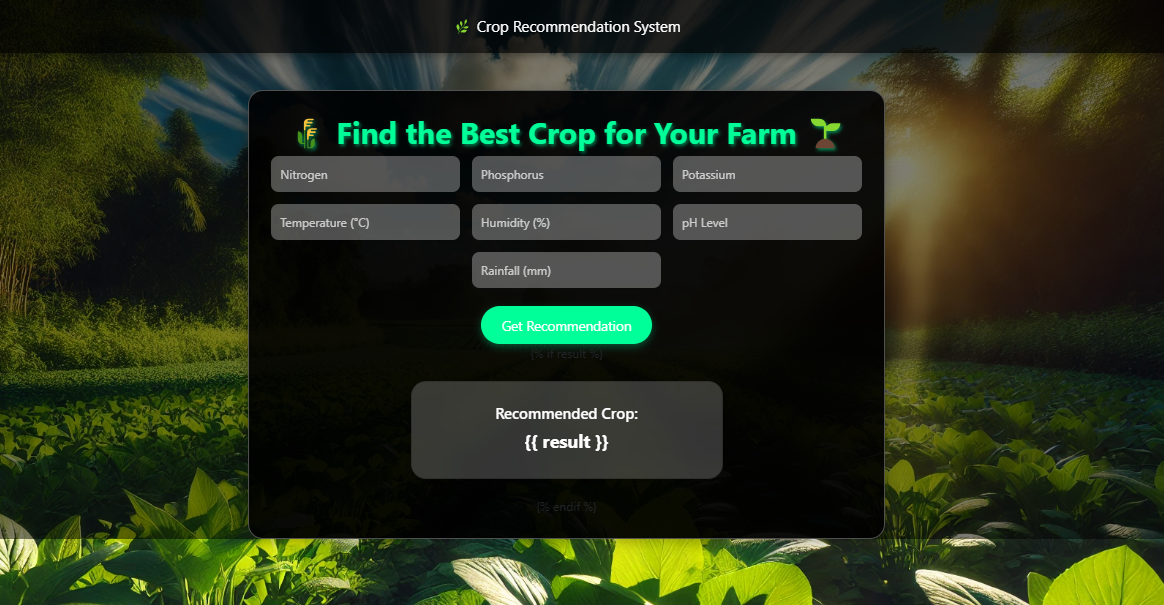 Crop Recommendation System
Find the Best Crop for Your Farm
Nitrogen Phosphorus Potassium
Temperature (°C) Humidity (%) pH Level
Rainfall (mm)
Get Recommendation
{% if result %}
Recommended Crop:
{{ result }}
{% endif %}